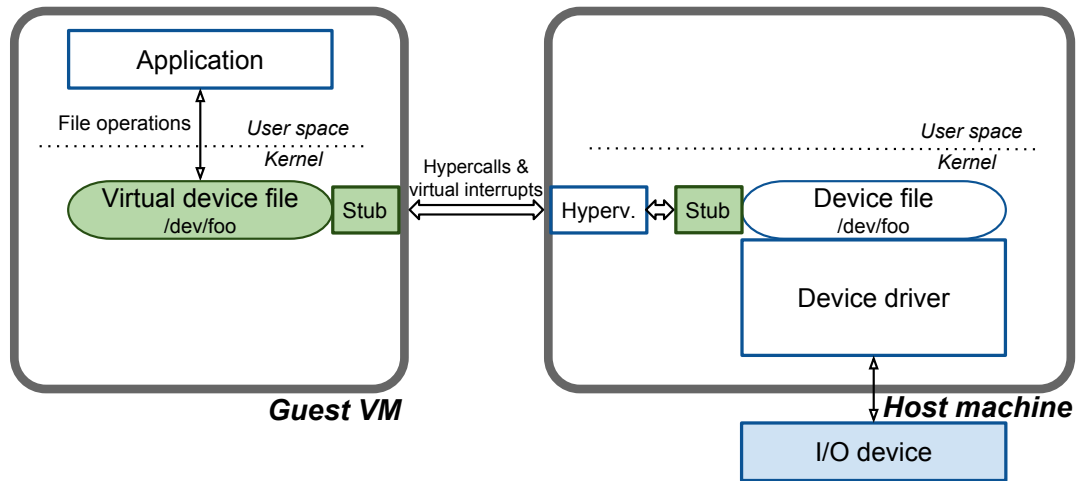 Application
File operations
User space
Kernel
Virtual device file
/dev/foo
Stub
Guest VM
Hypercalls &
virtual interrupts
User space
Kernel
Hyperv.
Stub
Device file
/dev/foo
Device driver
Host machine
I/O device